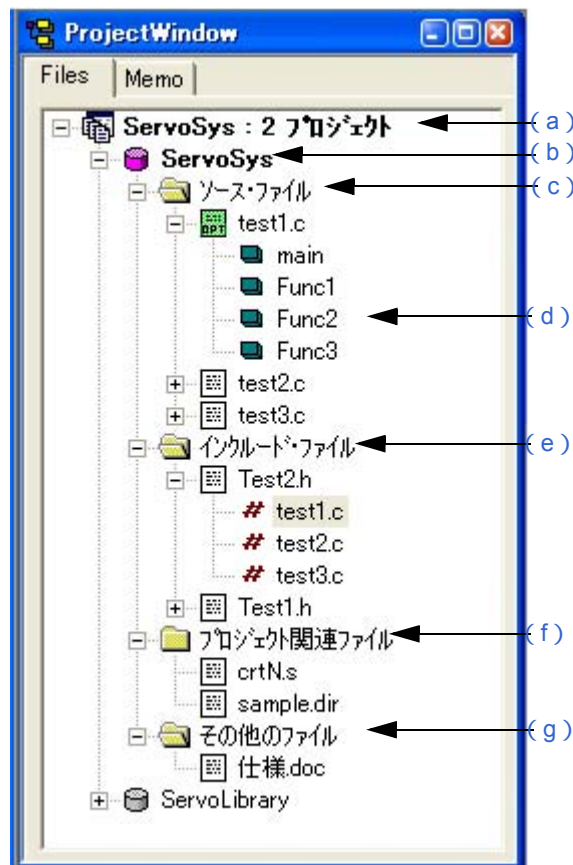 ProjectWindow
Files Memo
ServoSys : 2 プロジェクト (a)
ServoSys (b)
ソース・ファイル (c)
test1.c
main
Func1
Func2 (d)
Func3
test2.c
test3.c
インクルード・ファイル (e)
Test2.h
# test1.c
# test2.c
# test3.c
Test1.h
プロジェクト関連ファイル (f)
crtN.s
sample.dir
その他のファイル (g)
仕様.doc
ServoLibrary